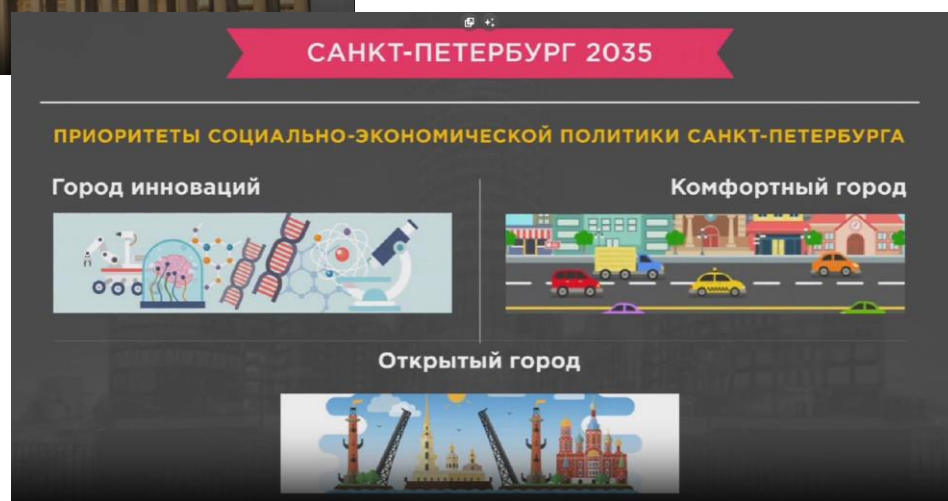 САНКТ-ПЕТЕРБУРГ 2035
ПРИОРИТЕТЫ СОЦИАЛЬНО-ЭКОНОМИЧЕСКОЙ ПОЛИТИКИ САНКТ-ПЕТЕРБУРГА
Город инноваций
Комфортный город
Открытый город